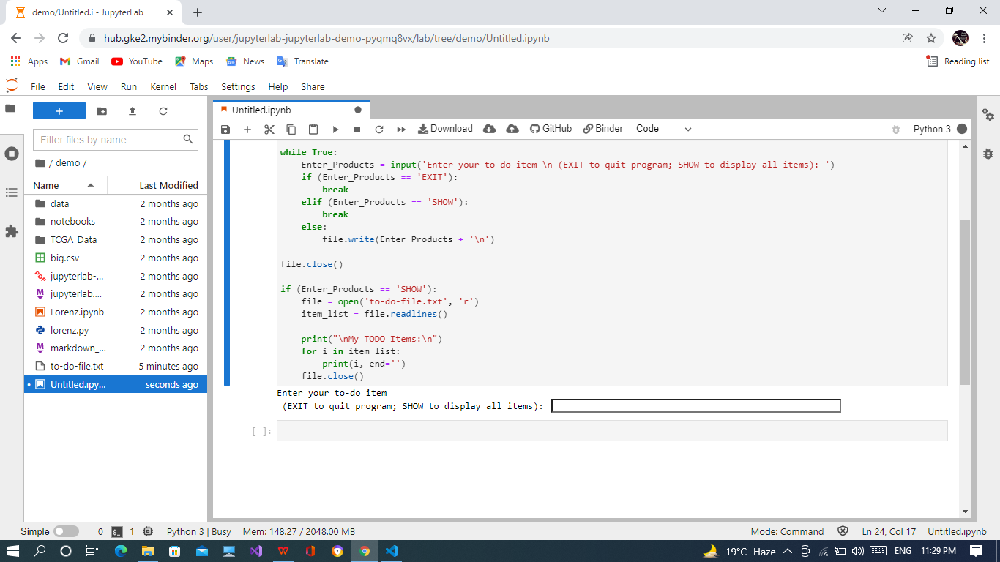 demo/Untitled.i - JupyterLab
hub.gke2.mybinder.org/user/jupyterlab-jupyterlab-demo-pyqmq8vx/lab/tree/demo/Untitled.ipynb
Apps Gmail YouTube Maps News Translate Reading list
File Edit View Run Kernel Tabs Settings Help Share
Untitled.ipynb
Download GitHub Binder Code Python 3
Filter files by name
/ demo /
Name Last Modified
data 2 months ago
notebooks 2 months ago
TCGA_Data 2 months ago
big.csv 2 months ago
jupyterlab-... 2 months ago
jupyterlab.... 2 months ago
Lorenz.ipynb 2 months ago
lorenz.py 2 months ago
markdown_... 2 months ago
to-do-file.txt 5 minutes ago
Untitled.ipy... seconds ago
while True:
    Enter_Products = input('Enter your to-do item \n (EXIT to quit program; SHOW to display all items): ')
    if (Enter_Products == 'EXIT'):
        break
    elif (Enter_Products == 'SHOW'):
        break
    else:
        file.write(Enter_Products + '\n')
file.close()
if (Enter_Products == 'SHOW'):
    file = open('to-do-file.txt', 'r')
    item_list = file.readlines()
    print("\nMy TODO Items:\n")
    for i in item_list:
        print(i, end='')
    file.close()
Enter your to-do item
 (EXIT to quit program; SHOW to display all items):
[ ]:
Simple 0 $_ 1 Python 3 | Busy Mem: 148.27 / 2048.00 MB Mode: Command Ln 24, Col 17 Untitled.ipynb
19°C Haze ENG 11:29 PM